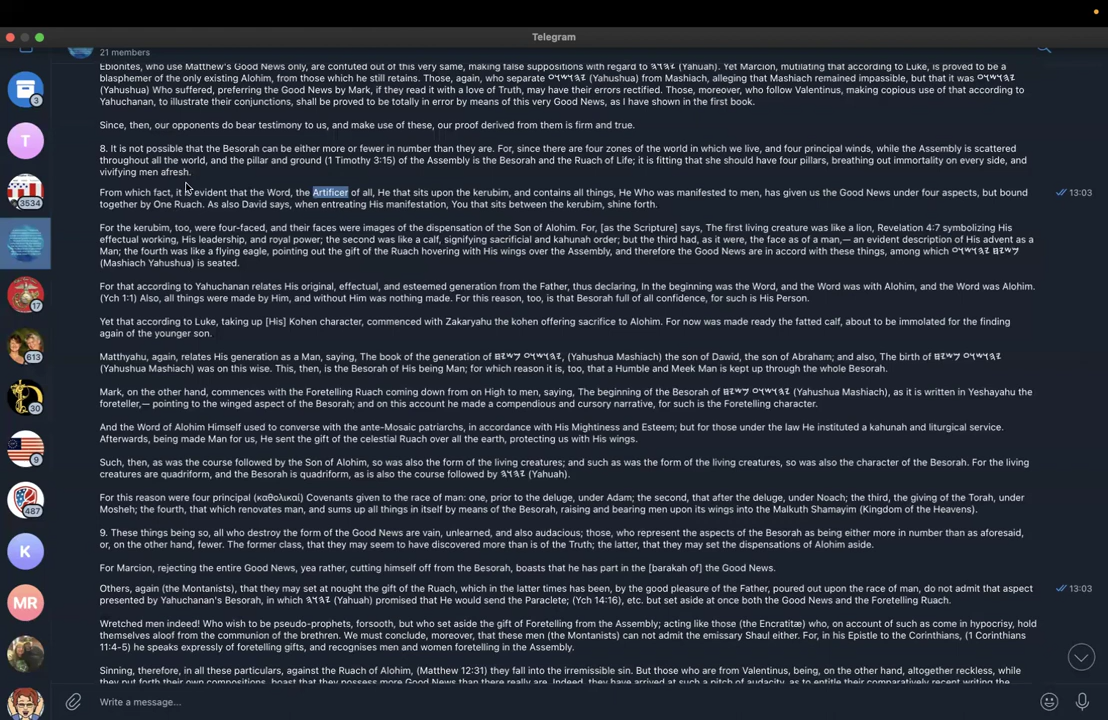 Telegram
21 members
Ebionites, who use Matthew's Good News only, are confuted out of this very same, making false suppositions with regard to 𐤉𐤄𐤅𐤄 (Yahuah). Yet Marcion, mutilating that according to Luke, is proved to be a
blasphemer of the only existing Alohim, from those which he still retains. Those, again, who separate 𐤉𐤄𐤅𐤔𐤅𐤏 (Yahushua) from Mashiach, alleging that Mashiach remained impassible, but that it was 𐤉𐤄𐤅𐤔𐤅𐤏
(Yahushua) Who suffered, preferring the Good News by Mark, if they read it with a love of Truth, may have their errors rectified. Those, moreover, who follow Valentinus, making copious use of that according to
Yahuchanan, to illustrate their conjunctions, shall be proved to be totally in error by means of this very Good News, as I have shown in the first book.
Since, then, our opponents do bear testimony to us, and make use of these, our proof derived from them is firm and true.
8. It is not possible that the Besorah can be either more or fewer in number than they are. For, since there are four zones of the world in which we live, and four principal winds, while the Assembly is scattered
throughout all the world, and the pillar and ground (1 Timothy 3:15) of the Assembly is the Besorah and the Ruach of Life; it is fitting that she should have four pillars, breathing out immortality on every side, and
vivifying men afresh.
From which fact, it is evident that the Word, the Artificer of all, He that sits upon the kerubim, and contains all things, He Who was manifested to men, has given us the Good News under four aspects, but bound
together by One Ruach. As also David says, when entreating His manifestation, You that sits between the kerubim, shine forth.
13:03
For the kerubim, too, were four-faced, and their faces were images of the dispensation of the Son of Alohim. For, [as the Scripture] says, The first living creature was like a lion, Revelation 4:7 symbolizing His
effectual working, His leadership, and royal power; the second was like a calf, signifying sacrificial and kahunah order; but the third had, as it were, the face as of a man,— an evident description of His advent as a
Man; the fourth was like a flying eagle, pointing out the gift of the Ruach hovering with His wings over the Assembly, and therefore the Good News are in accord with these things, among which 𐤉𐤄𐤅𐤔𐤅𐤏 𐤌𐤔𐤉𐤇
(Mashiach Yahushua) is seated.
For that according to Yahuchanan relates His original, effectual, and esteemed generation from the Father, thus declaring, In the beginning was the Word, and the Word was with Alohim, and the Word was Alohim.
(Ych 1:1) Also, all things were made by Him, and without Him was nothing made. For this reason, too, is that Besorah full of all confidence, for such is His Person.
Yet that according to Luke, taking up [His] Kohen character, commenced with Zakaryahu the kohen offering sacrifice to Alohim. For now was made ready the fatted calf, about to be immolated for the finding
again of the younger son.
Matthyahu, again, relates His generation as a Man, saying, The book of the generation of 𐤌𐤔𐤉𐤇 𐤉𐤄𐤅𐤔𐤅𐤏, (Yahushua Mashiach) the son of Dawid, the son of Abraham; and also, The birth of 𐤌𐤔𐤉𐤇 𐤉𐤄𐤅𐤔𐤅𐤏
(Yahushua Mashiach) was on this wise. This, then, is the Besorah of His being Man; for which reason it is, too, that a Humble and Meek Man is kept up through the whole Besorah.
Mark, on the other hand, commences with the Foretelling Ruach coming down from on High to men, saying, The beginning of the Besorah of 𐤌𐤔𐤉𐤇 𐤉𐤄𐤅𐤔𐤅𐤏 (Yahushua Mashiach), as it is written in Yeshayahu the
foreteller,— pointing to the winged aspect of the Besorah; and on this account he made a compendious and cursory narrative, for such is the Foretelling character.
And the Word of Alohim Himself used to converse with the ante-Mosaic patriarchs, in accordance with His Mightiness and Esteem; but for those under the law He instituted a kahunah and liturgical service.
Afterwards, being made Man for us, He sent the gift of the celestial Ruach over all the earth, protecting us with His wings.
Such, then, as was the course followed by the Son of Alohim, so was also the form of the living creatures; and such as was the form of the living creatures, so was also the character of the Besorah. For the living
creatures are quadriform, and the Besorah is quadriform, as is also the course followed by 𐤉𐤄𐤅𐤄 (Yahuah).
For this reason were four principal (καθολικαί) Covenants given to the race of man: one, prior to the deluge, under Adam; the second, that after the deluge, under Noach; the third, the giving of the Torah, under
Mosheh; the fourth, that which renovates man, and sums up all things in itself by means of the Besorah, raising and bearing men upon its wings into the Malkuth Shamayim (Kingdom of the Heavens).
9. These things being so, all who destroy the form of the Good News are vain, unlearned, and also audacious; those, who represent the aspects of the Besorah as being either more in number than as aforesaid,
or, on the other hand, fewer. The former class, that they may seem to have discovered more than is of the Truth; the latter, that they may set the dispensations of Alohim aside.
For Marcion, rejecting the entire Good News, yea rather, cutting himself off from the Besorah, boasts that he has part in the [barakah of] the Good News.
Others, again (the Montanists), that they may set at nought the gift of the Ruach, which in the latter times has been, by the good pleasure of the Father, poured out upon the race of man, do not admit that aspect
presented by Yahuchanan's Besorah, in which 𐤉𐤄𐤅𐤄 (Yahuah) promised that He would send the Paraclete; (Ych 14:16), etc. but set aside at once both the Good News and the Foretelling Ruach.
13:03
Wretched men indeed! Who wish to be pseudo-prophets, forsooth, but who set aside the gift of Foretelling from the Assembly; acting like those (the Encratitæ) who, on account of such as come in hypocrisy, hold
themselves aloof from the communion of the brethren. We must conclude, moreover, that these men (the Montanists) can not admit the emissary Shaul either. For, in his Epistle to the Corinthians, (1 Corinthians
11:4-5) he speaks expressly of foretelling gifts, and recognises men and women foretelling in the Assembly.
Sinning, therefore, in all these particulars, against the Ruach of Alohim, (Matthew 12:31) they fall into the irremissible sin. But those who are from Valentinus, being, on the other hand, altogether reckless, while
they put forth their own compositions, boast that they possess more Good News than there really are. Indeed, they have arrived at such a pitch of audacity, as to entitle their comparatively recent writing the
Write a message...
3
T
3534
17
613
30
9
487
K
MR